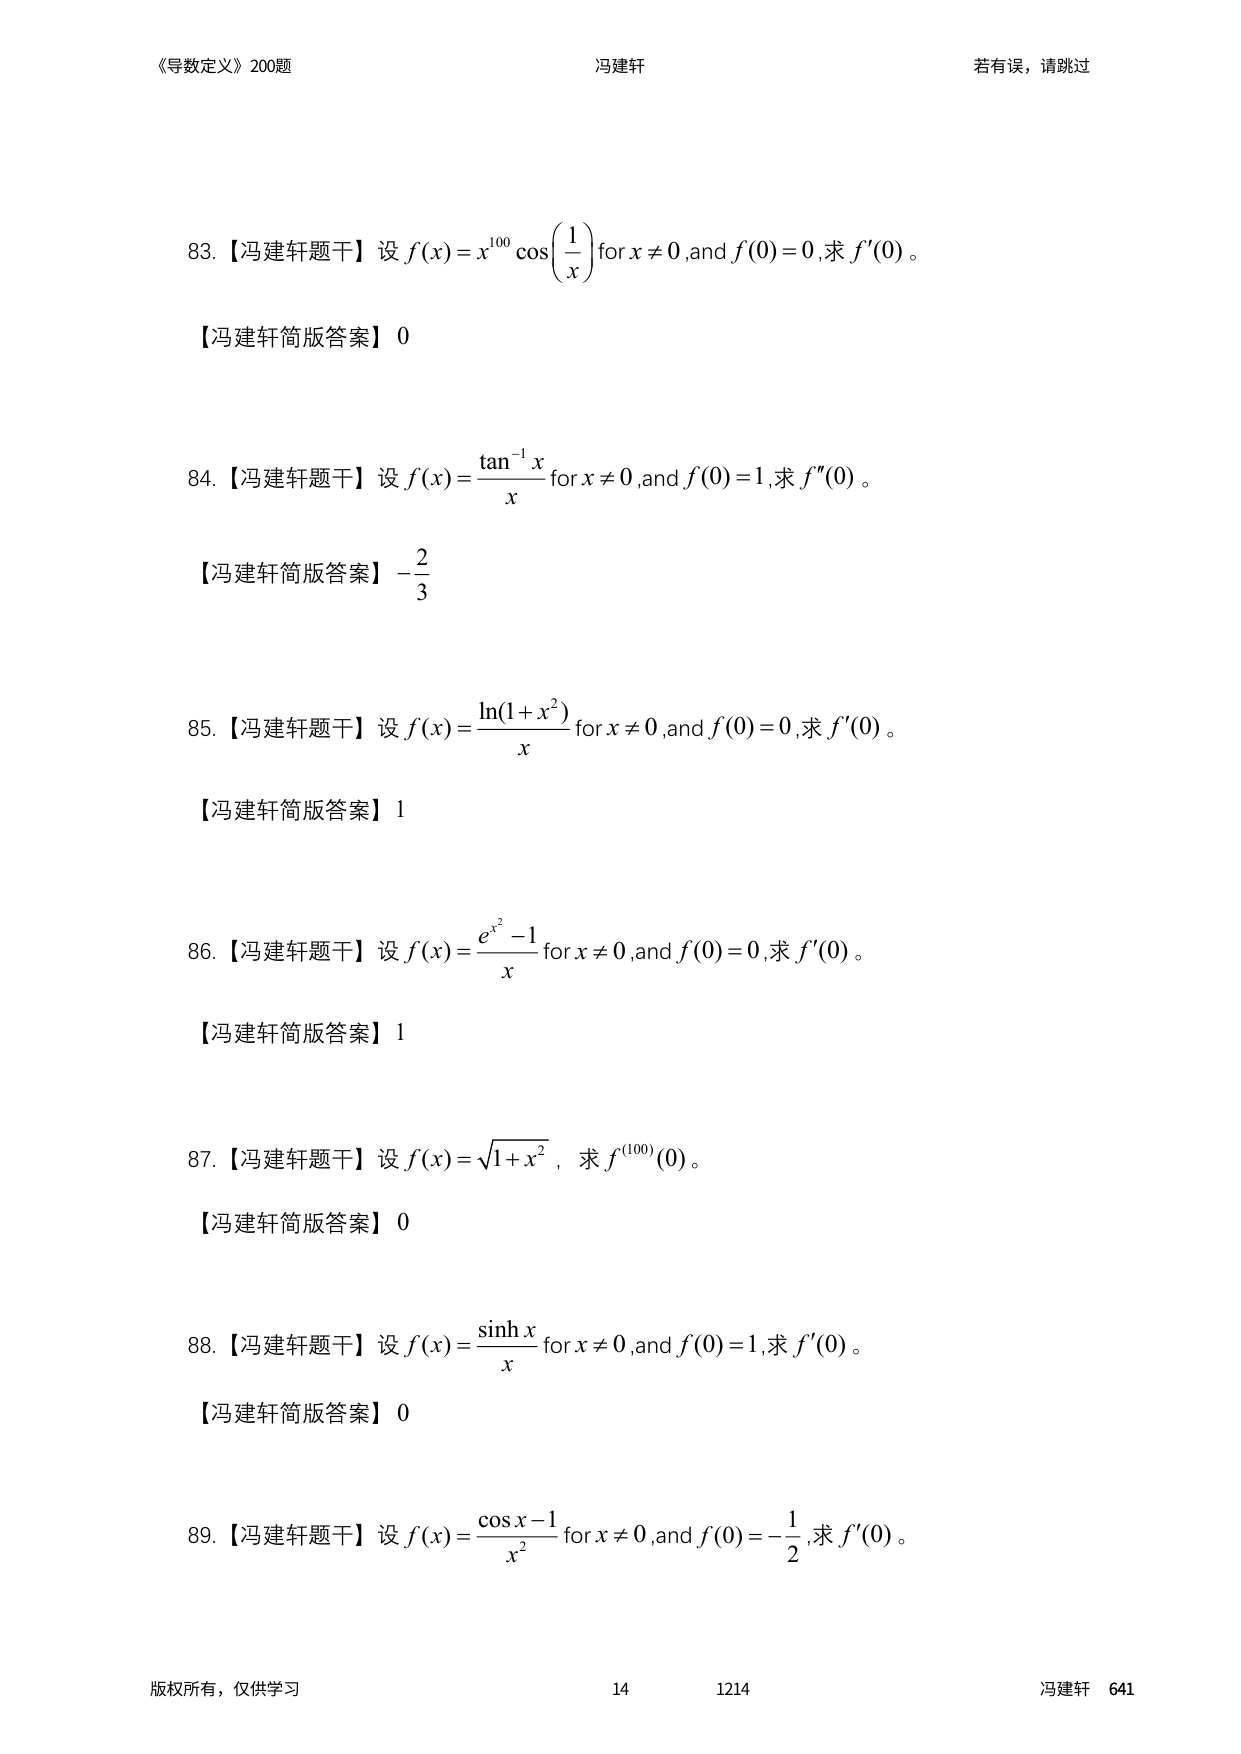 《导数定义》200题 冯建轩 若有误，请跳过
83.【冯建轩题干】设 f(x) = x^100 cos(1/x) for x ≠ 0 ,and f(0) = 0 ,求 f′(0) 。
【冯建轩简版答案】0
84.【冯建轩题干】设 f(x) = tan^−1 x / x for x ≠ 0 ,and f(0) = 1 ,求 f″(0) 。
【冯建轩简版答案】−2/3
85.【冯建轩题干】设 f(x) = ln(1 + x^2) / x for x ≠ 0 ,and f(0) = 0 ,求 f′(0) 。
【冯建轩简版答案】1
86.【冯建轩题干】设 f(x) = (e^x^2 − 1) / x for x ≠ 0 ,and f(0) = 0 ,求 f′(0) 。
【冯建轩简版答案】1
87.【冯建轩题干】设 f(x) = √(1 + x^2) ，求 f^(100)(0) 。
【冯建轩简版答案】0
88.【冯建轩题干】设 f(x) = sinh x / x for x ≠ 0 ,and f(0) = 1 ,求 f′(0) 。
【冯建轩简版答案】0
89.【冯建轩题干】设 f(x) = (cos x − 1) / x^2 for x ≠ 0 ,and f(0) = −1/2 ,求 f′(0) 。
版权所有，仅供学习 14 1214 冯建轩 641